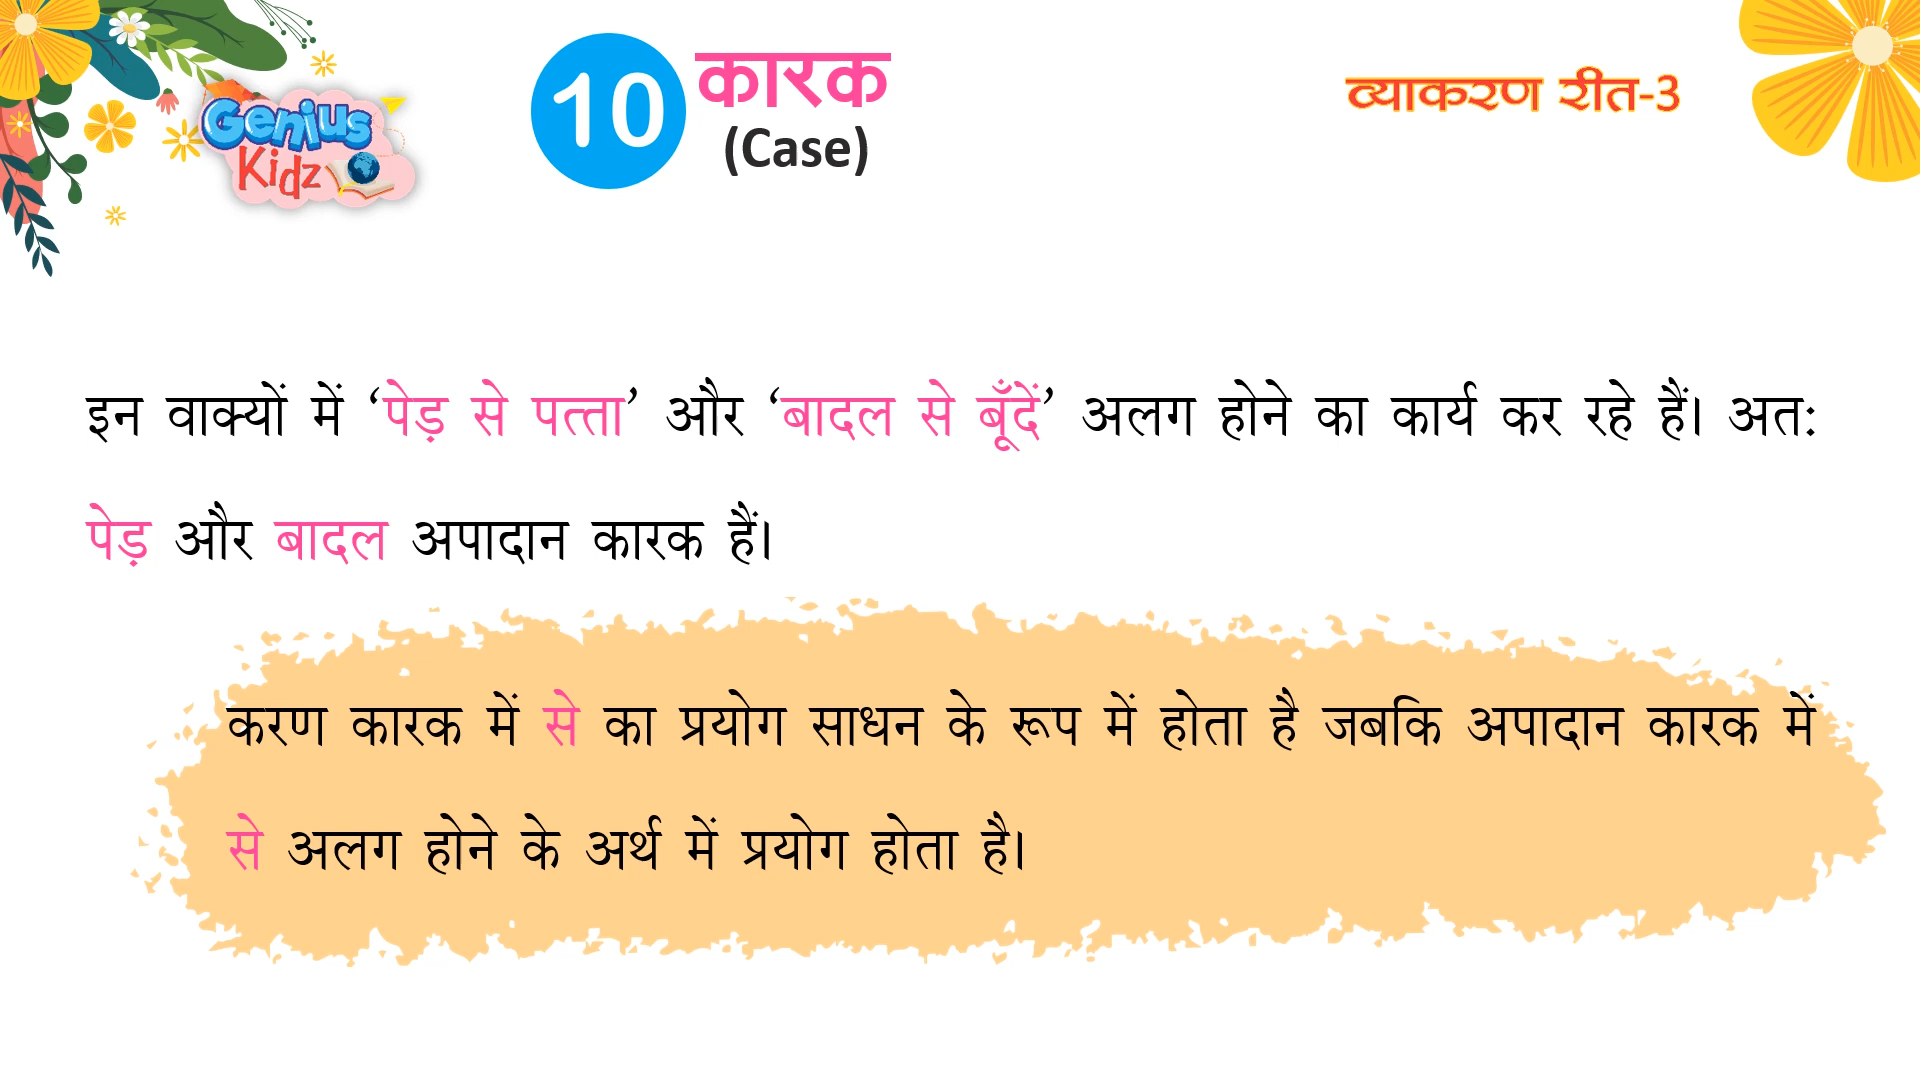 Genius
Kidz
10 कारक
(Case)
व्याकरण रीत-3
इन वाक्यों में ‘पेड़ से पत्ता’ और ‘बादल से बूँदें’ अलग होने का कार्य कर रहे हैं। अतः
पेड़ और बादल अपादान कारक हैं।
करण कारक में से का प्रयोग साधन के रूप में होता है जबकि अपादान कारक में
से अलग होने के अर्थ में प्रयोग होता है।